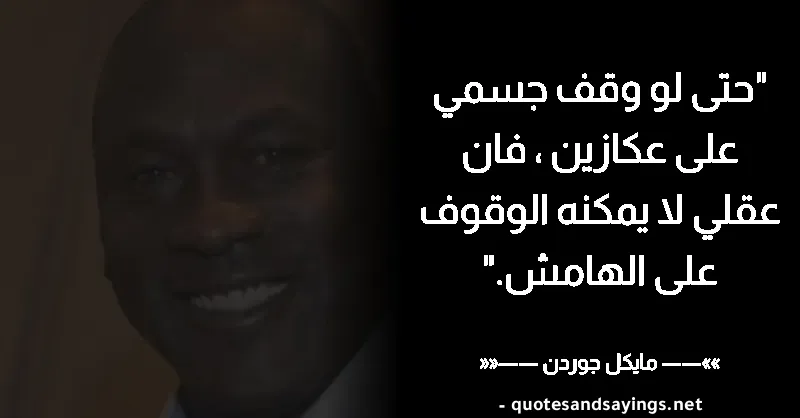 "حتى لو وقف جسمي
على عكازين ، فان
عقلي لا يمكنه الوقوف
على الهامش."
»»—— مايكل جوردن ——««
- quotesandsayings.net